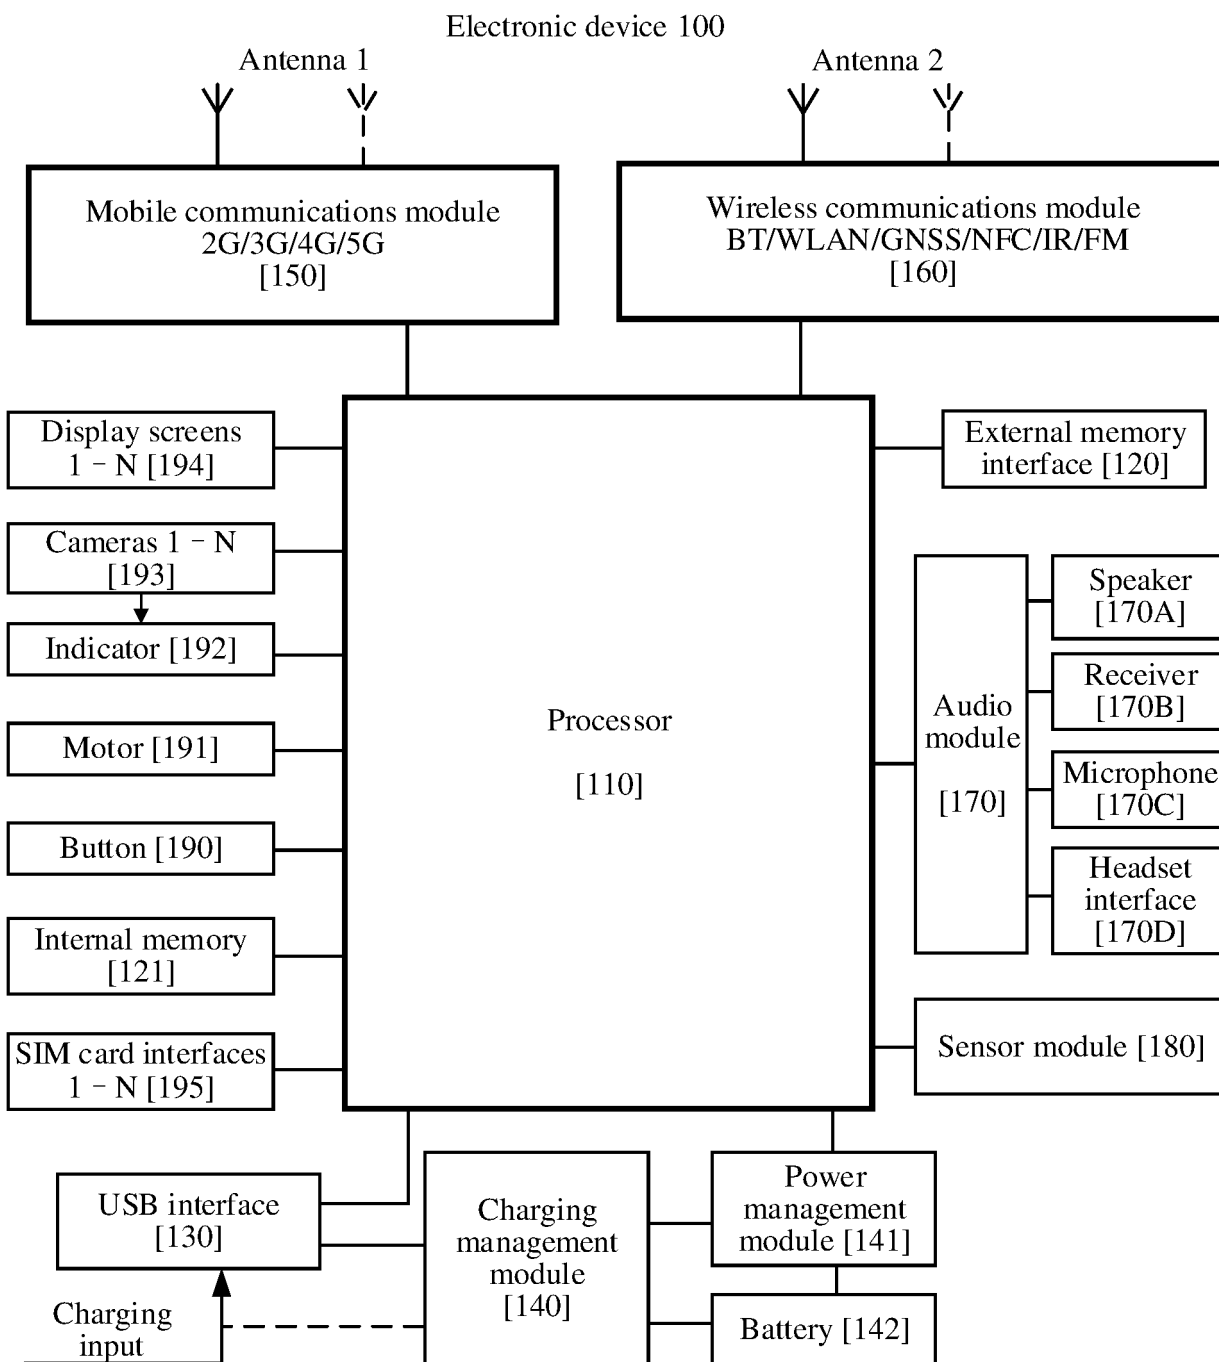 Electronic device 100
Antenna 1
Antenna 2
Mobile communications module
2G/3G/4G/5G
[150]
Wireless communications module
BT/WLAN/GNSS/NFC/IR/FM
[160]
Display screens
1 - N [194]
Cameras 1 - N
[193]
Indicator [192]
Motor [191]
Button [190]
Internal memory
[121]
SIM card interfaces
1 - N [195]
Processor
[110]
External memory
interface [120]
Audio
module
[170]
Speaker
[170A]
Receiver
[170B]
Microphone
[170C]
Headset
interface
[170D]
Sensor module [180]
USB interface
[130]
Charging
input
Charging
management
module
[140]
Power
management
module [141]
Battery [142]